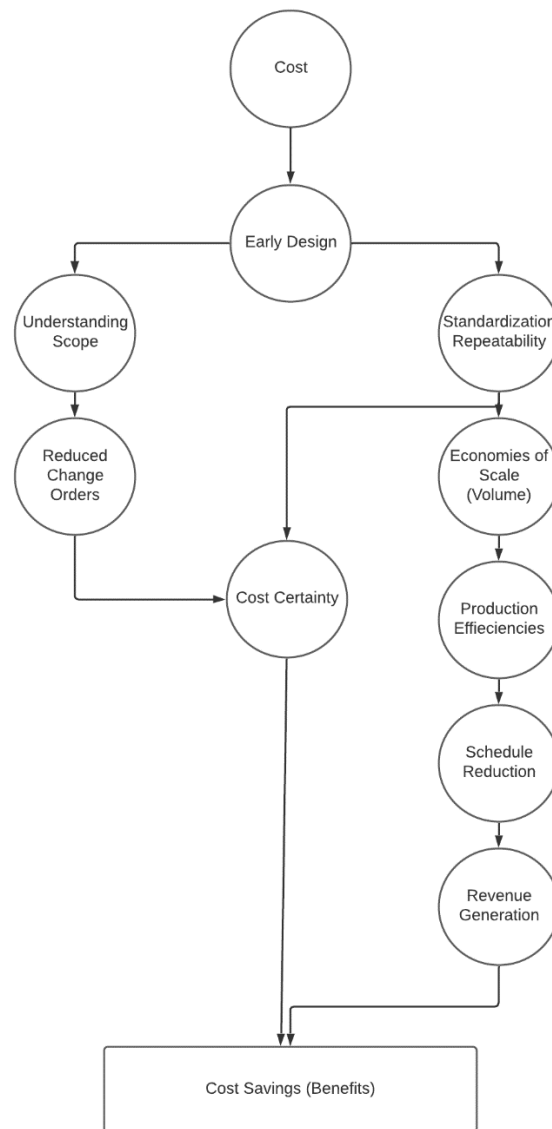 Cost
Early Design
Understanding
Scope
Standardization
Repeatability
Reduced
Change
Orders
Economies of
Scale
(Volume)
Cost Certainty
Production
Effieciencies
Schedule
Reduction
Revenue
Generation
Cost Savings (Benefits)